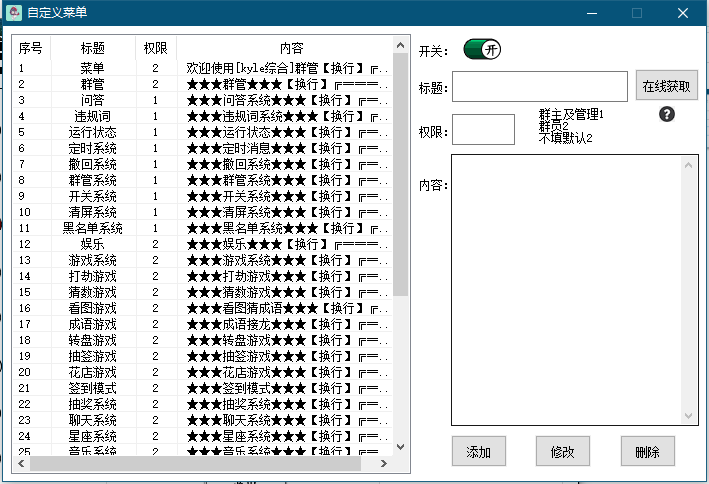 自定义菜单
序号 标题 权限 内容
1 菜单 2 欢迎使用[kyle综合]群管【换行】╔..
2 群管 2 ★★★群管★★★【换行】╔════..
3 问答 1 ★★★问答系统★★★【换行】╔..
4 违规词 1 ★★★违规词系统★★★【换行】╔..
5 运行状态 2 ★★★运行状态★★★【换行】╔═..
6 定时系统 1 ★★★定时消息★★★【换行】╔═..
7 撤回系统 1 ★★★撤回系统★★★【换行】╔═..
8 群管系统 1 ★★★群管系统★★★【换行】╔═..
9 开关系统 1 ★★★开关系统★★★【换行】╔═..
10 清屏系统 1 ★★★清屏系统★★★【换行】╔═..
11 黑名单系统 1 ★★★黑名单系统★★★【换行】╔..
12 娱乐 2 ★★★娱乐★★★【换行】╔════..
13 游戏系统 2 ★★★游戏系统★★★【换行】╔═..
14 打劫游戏 2 ★★★打劫游戏★★★【换行】╔═..
15 猜数游戏 2 ★★★猜数游戏★★★【换行】╔═..
16 看图游戏 2 ★★★看图猜成语★★★【换行】╔..
17 成语游戏 2 ★★★成语接龙★★★【换行】╔═..
18 转盘游戏 2 ★★★转盘游戏★★★【换行】╔═..
19 抽签游戏 2 ★★★抽签游戏★★★【换行】╔═..
20 花店游戏 2 ★★★花店游戏★★★【换行】╔═..
21 签到模式 2 ★★★签到模式★★★【换行】╔═..
22 抽奖系统 2 ★★★抽奖系统★★★【换行】╔═..
23 聊天系统 2 ★★★聊天系统★★★【换行】╔═..
24 星座系统 2 ★★★星座系统★★★【换行】╔═..
25 音乐系统 2 ★★★音乐系统★★★【换行】╔═..
开关： 开
标题： 在线获取
权限： 群主及管理1
群员2
不填默认2
内容：
添加 修改 删除